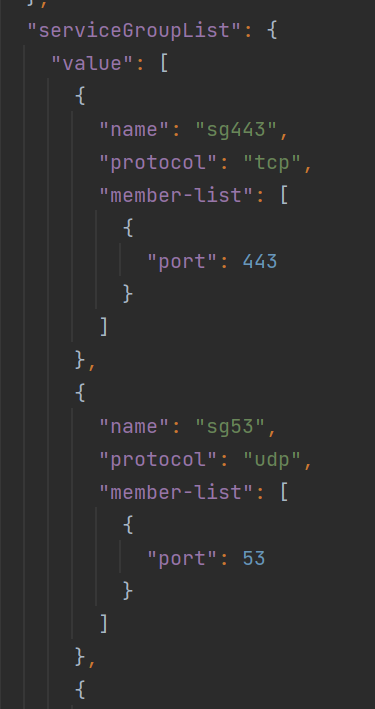 },
"serviceGroupList": {
"value": [
{
"name": "sg443",
"protocol": "tcp",
"member-list": [
{
"port": 443
}
]
},
{
"name": "sg53",
"protocol": "udp",
"member-list": [
{
"port": 53
}
]
},
{